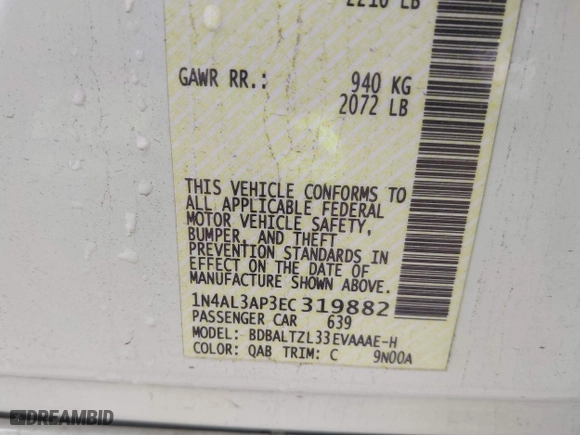 2210 LB
GAWR RR.: 940 KG
2072 LB
THIS VEHICLE CONFORMS TO
ALL APPLICABLE FEDERAL
MOTOR VEHICLE SAFETY,
BUMPER, AND THEFT
PREVENTION STANDARDS IN
EFFECT ON THE DATE OF
MANUFACTURE SHOWN ABOVE.
1N4AL3AP3EC319882
PASSENGER CAR 639
MODEL: BDBALTZL33EVAAAE-H
COLOR: QAB TRIM: C 9N00A
DREAMBID